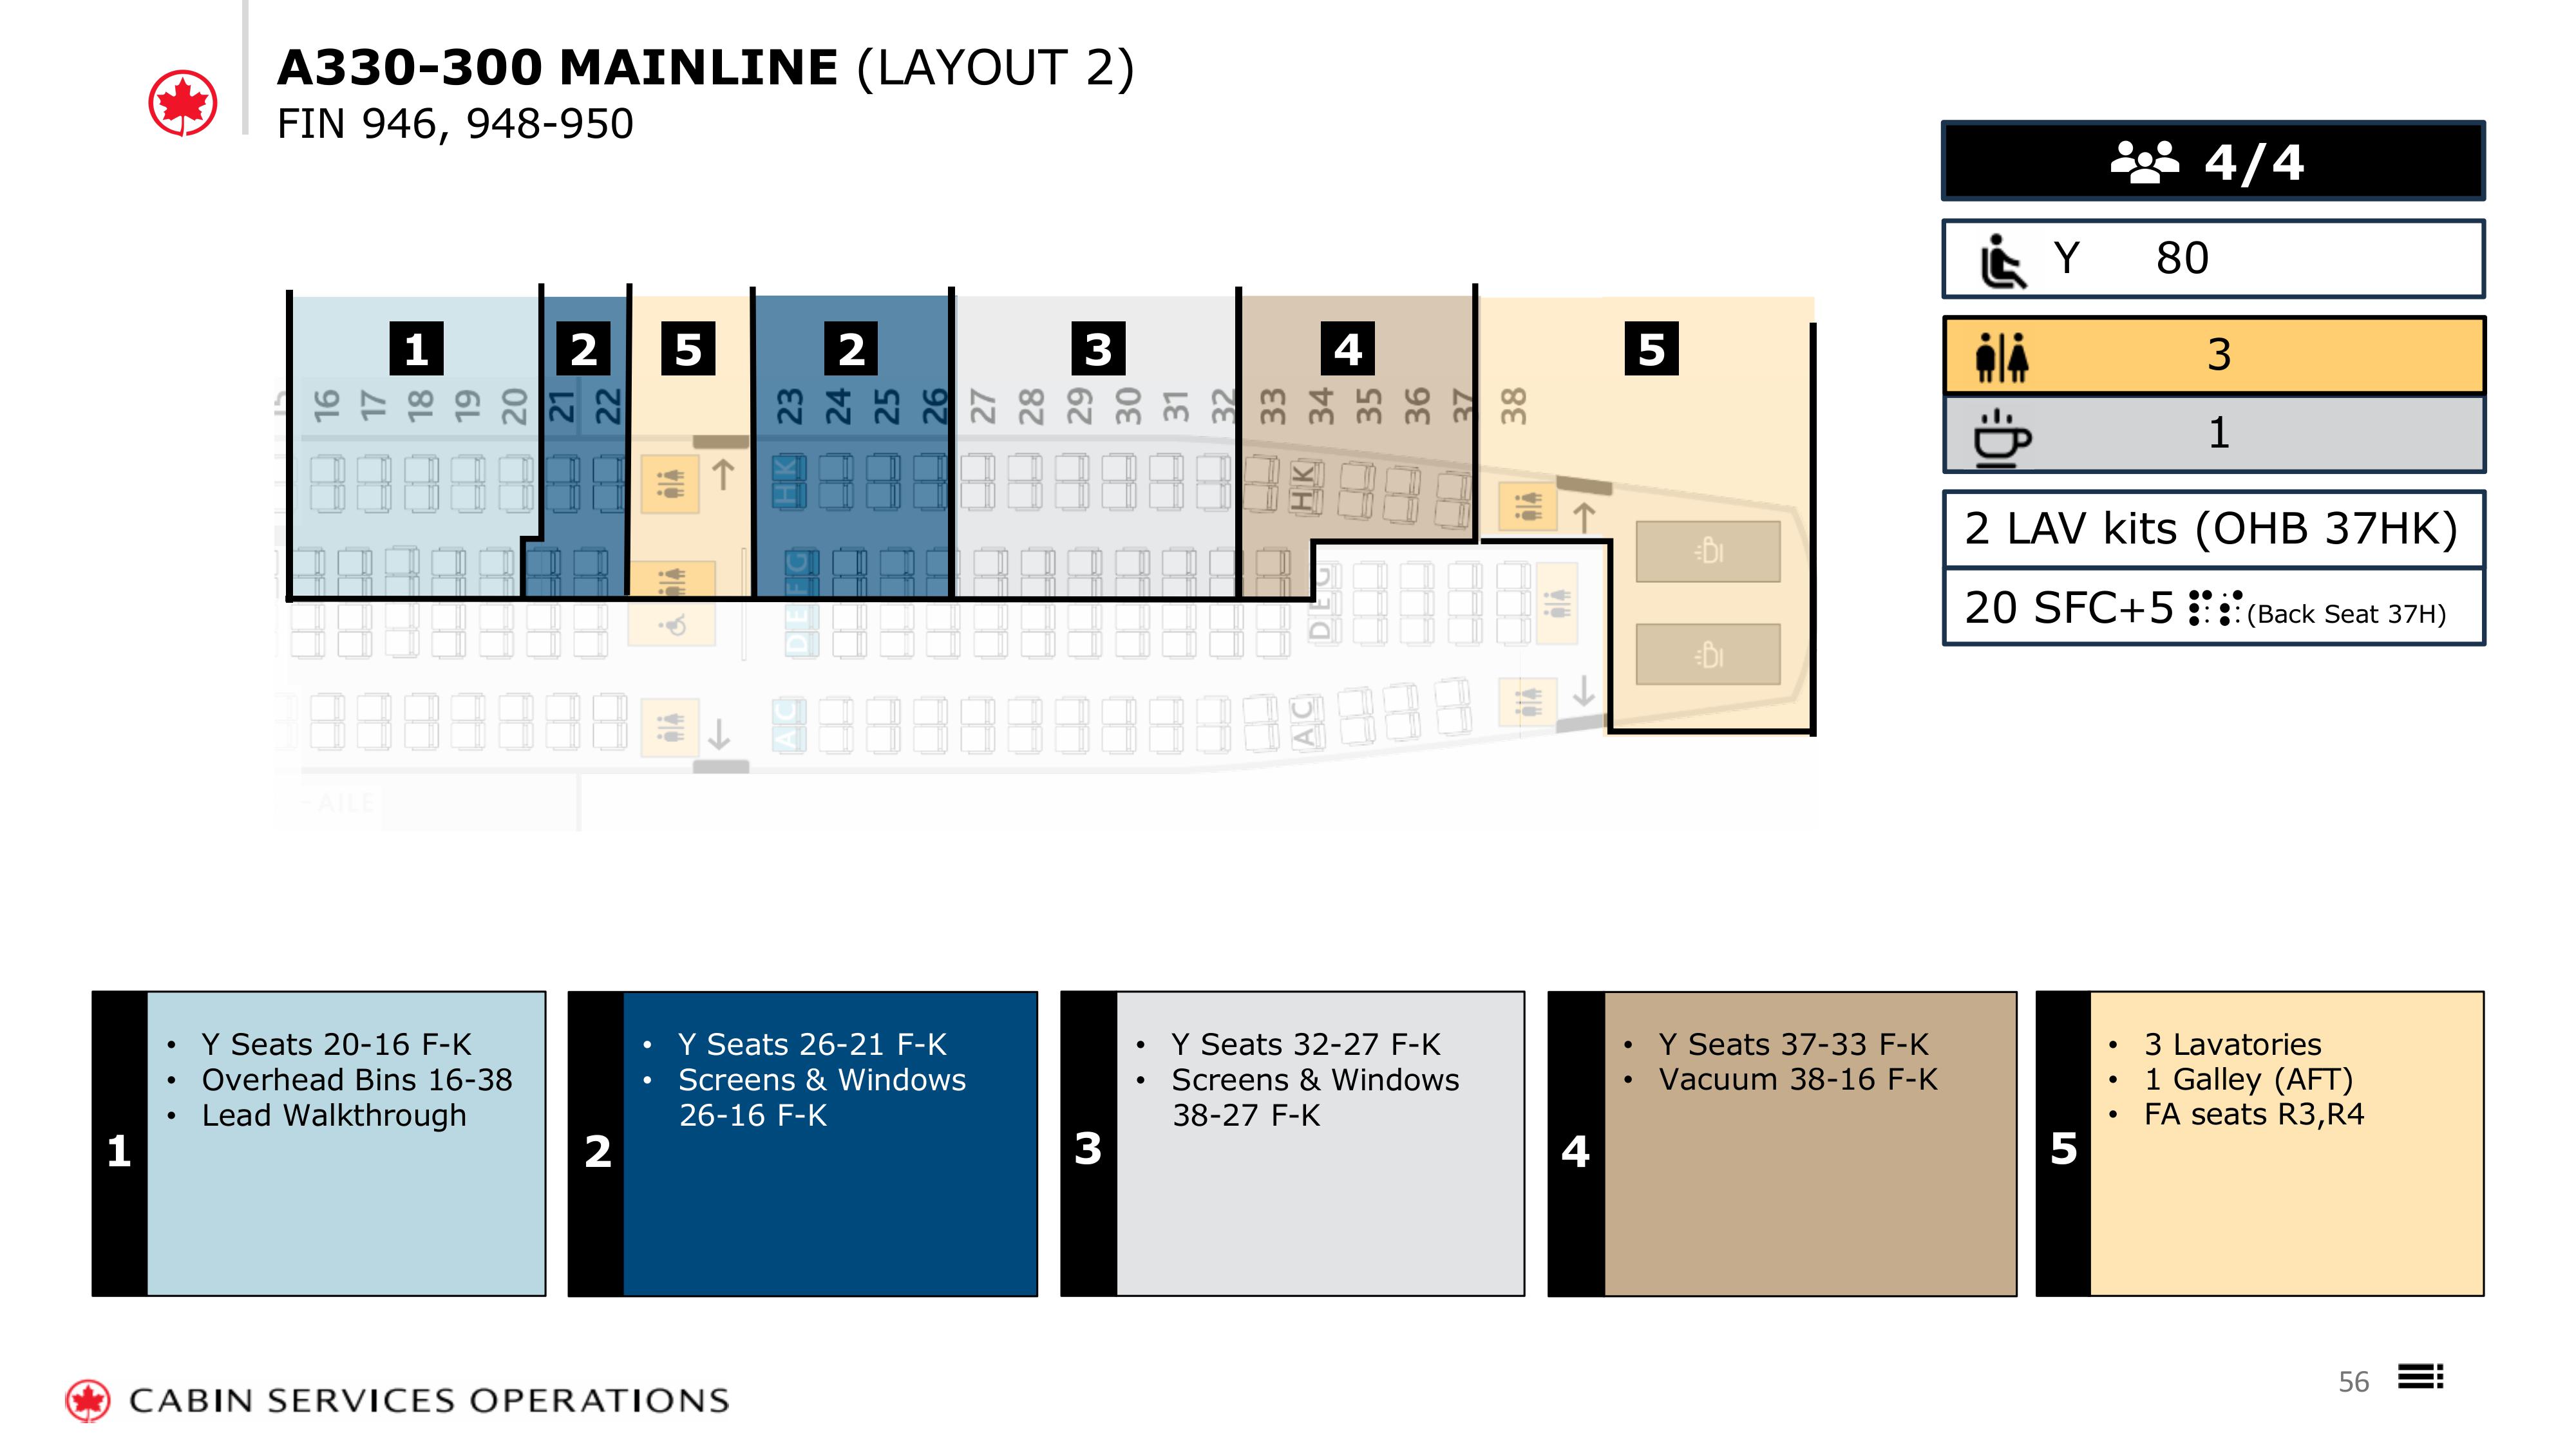 A330-300 MAINLINE (LAYOUT 2)
FIN 946, 948-950
4/4
Y 80
3
1
2 LAV kits (OHB 37HK)
20 SFC+5 (Back Seat 37H)
1 2 5 2 3 4 5
16 17 18 19 20 21 22 23 24 25 26 27 28 29 30 31 32 33 34 35 36 37 38
HK HK
DEFG DEFG
AC AC
-AILE
1
• Y Seats 20-16 F-K
• Overhead Bins 16-38
• Lead Walkthrough
2
• Y Seats 26-21 F-K
• Screens & Windows
26-16 F-K
3
• Y Seats 32-27 F-K
• Screens & Windows
38-27 F-K
4
• Y Seats 37-33 F-K
• Vacuum 38-16 F-K
5
• 3 Lavatories
• 1 Galley (AFT)
• FA seats R3,R4
CABIN SERVICES OPERATIONS
56